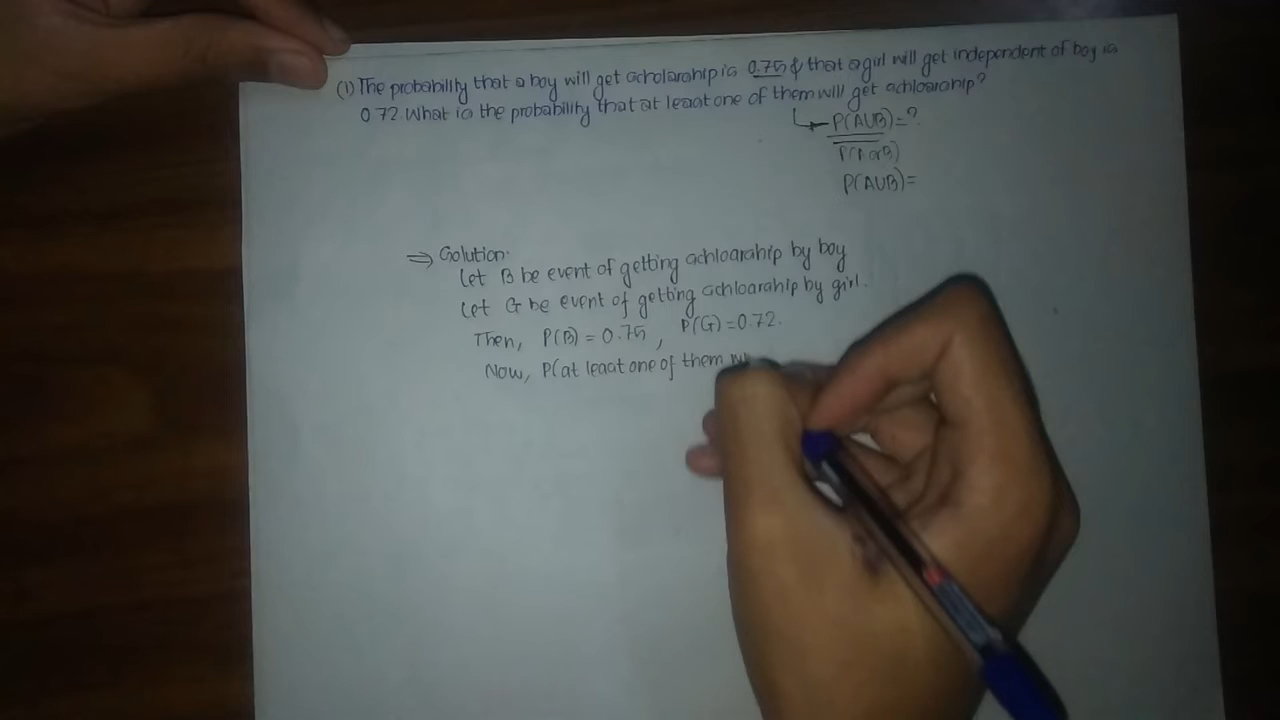 (1) The probability that a boy will get scholarship is 0.75 & that a girl will get independent of boy is
0.72. What is the probability that at least one of them will get schloarship?
P(AUB)=?
P(A or B)
P(AUB)=
⇒ Solution.
Let B be event of getting schloarship by boy
Let G be event of getting schloarship by girl.
Then, P(B) = 0.75, P(G)=0.72.
Now, P(at least one of them